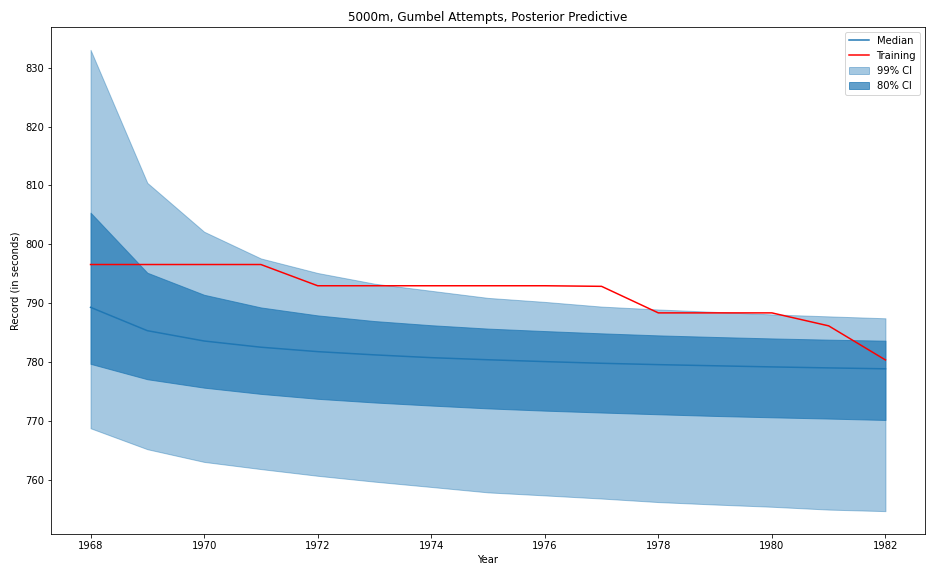 5000m, Gumbel Attempts, Posterior Predictive
Median
Training
99% CI
80% CI
Record (in seconds)
830
820
810
800
790
780
770
760
1968
1970
1972
1974
1976
1978
1980
1982
Year